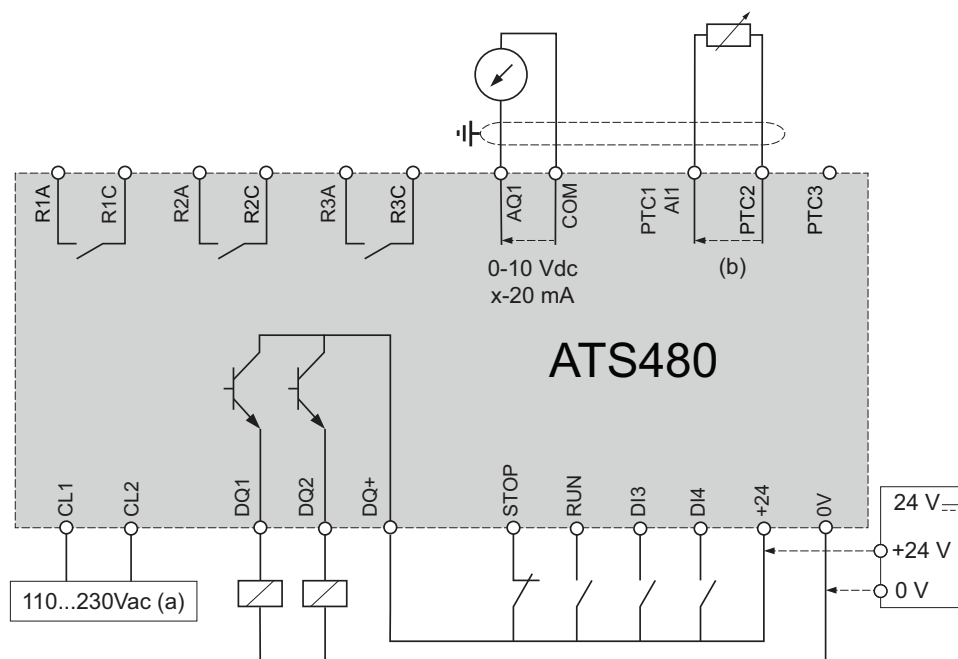 R1A
R1C
R2A
R2C
R3A
R3C
AQ1
COM
PTC1
AI1
PTC2
PTC3
0-10 Vdc
x-20 mA
(b)
ATS480
CL1
CL2
DQ1
DQ2
DQ+
STOP
RUN
DI3
DI4
+24
0V
24 V
+24 V
0 V
110...230Vac (a)